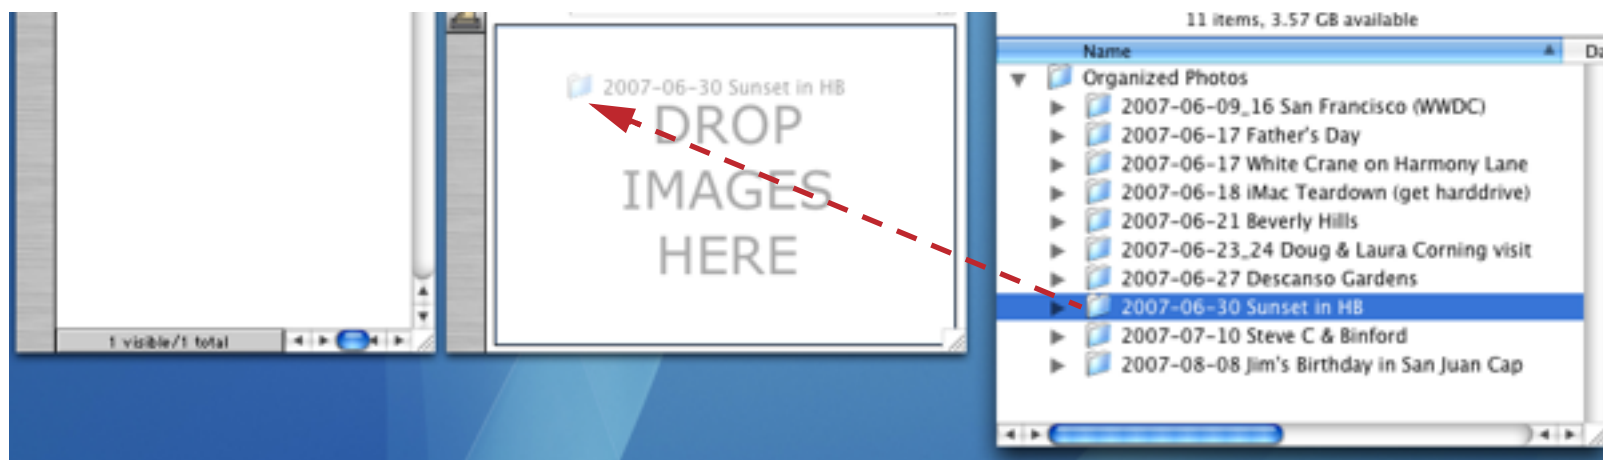 1 visible/1 total
2007-06-30 Sunset in HB
DROP
IMAGES
HERE
11 items, 3.57 GB available
Name
Organized Photos
2007-06-09_16 San Francisco (WWDC)
2007-06-17 Father's Day
2007-06-17 White Crane on Harmony Lane
2007-06-18 iMac Teardown (get harddrive)
2007-06-21 Beverly Hills
2007-06-23_24 Doug & Laura Corning visit
2007-06-27 Descanso Gardens
2007-06-30 Sunset in HB
2007-07-10 Steve C & Binford
2007-08-08 Jim's Birthday in San Juan Cap